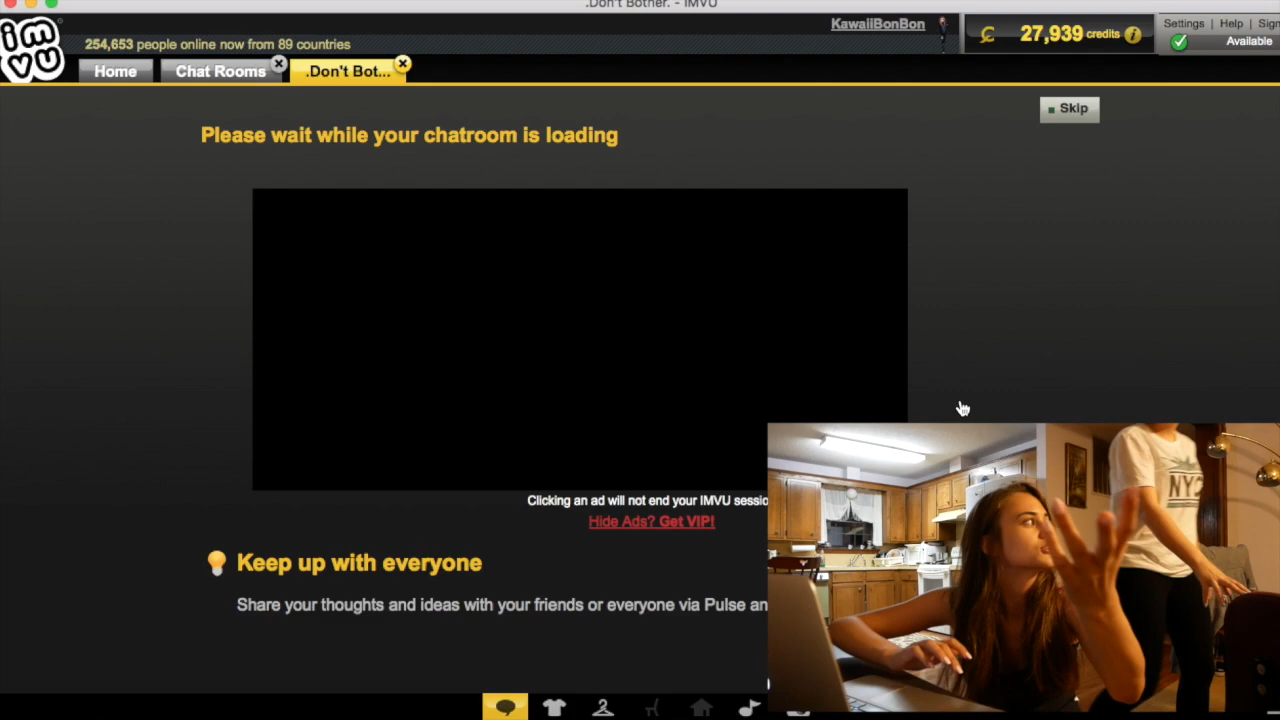 .Don't Bother. - IMVU
imvu
KawaiiBonBon
27,939 credits
Settings | Help | Sign
Available
254,653 people online now from 89 countries
Home
Chat Rooms
.Don't Bot...
Skip
Please wait while your chatroom is loading
Clicking an ad will not end your IMVU sessio
Hide Ads? Get VIP!
Keep up with everyone
Share your thoughts and ideas with your friends or everyone via Pulse an
NYC